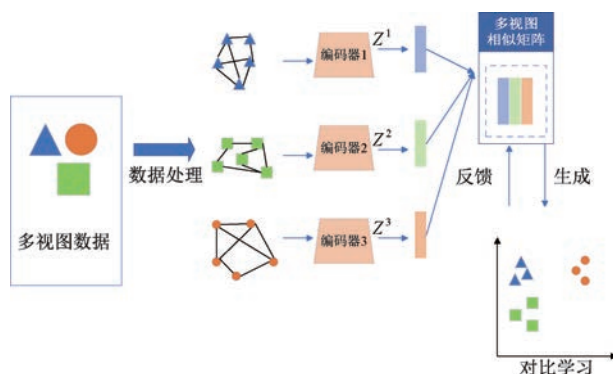 多视图数据
数据处理
编码器1
Z¹
编码器2
Z²
编码器3
Z³
多视图
相似矩阵
反馈
生成
对比学习